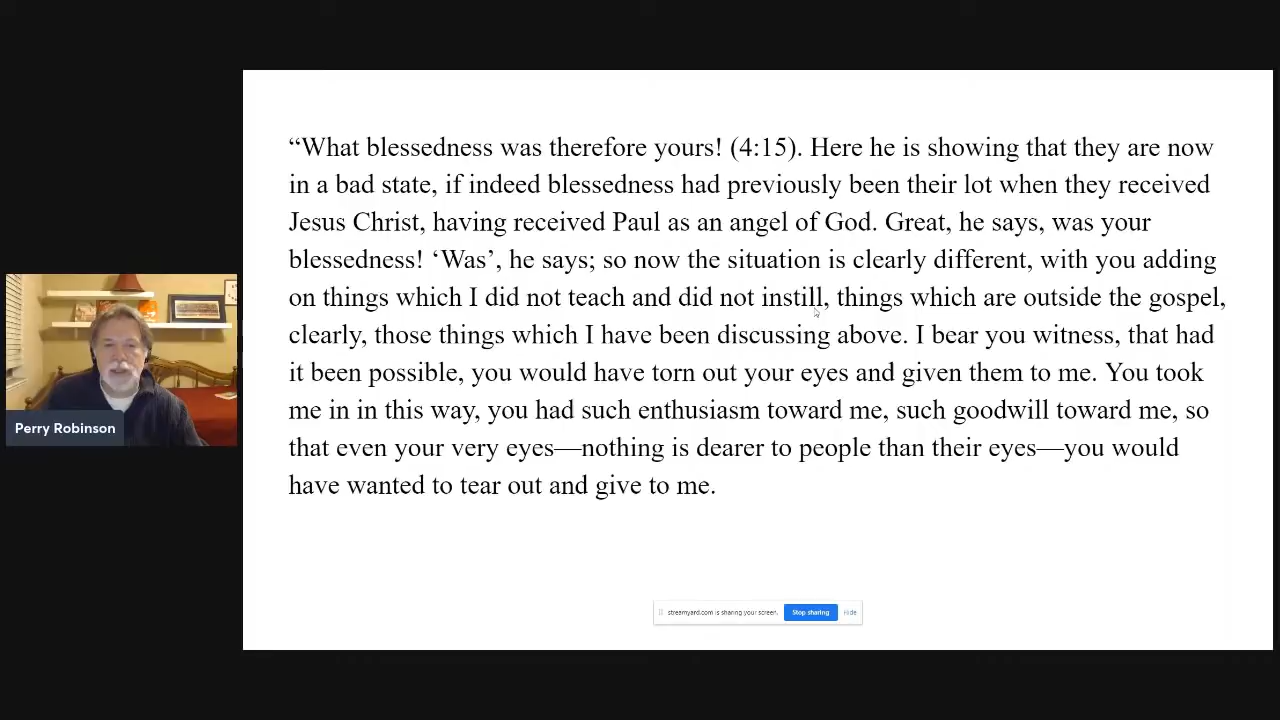 “What blessedness was therefore yours! (4:15). Here he is showing that they are now
in a bad state, if indeed blessedness had previously been their lot when they received
Jesus Christ, having received Paul as an angel of God. Great, he says, was your
blessedness! ‘Was’, he says; so now the situation is clearly different, with you adding
on things which I did not teach and did not instill, things which are outside the gospel,
clearly, those things which I have been discussing above. I bear you witness, that had
it been possible, you would have torn out your eyes and given them to me. You took
me in in this way, you had such enthusiasm toward me, such goodwill toward me, so
that even your very eyes—nothing is dearer to people than their eyes—you would
have wanted to tear out and give to me.
Perry Robinson
streamyard.com is sharing your screen. Stop sharing Hide